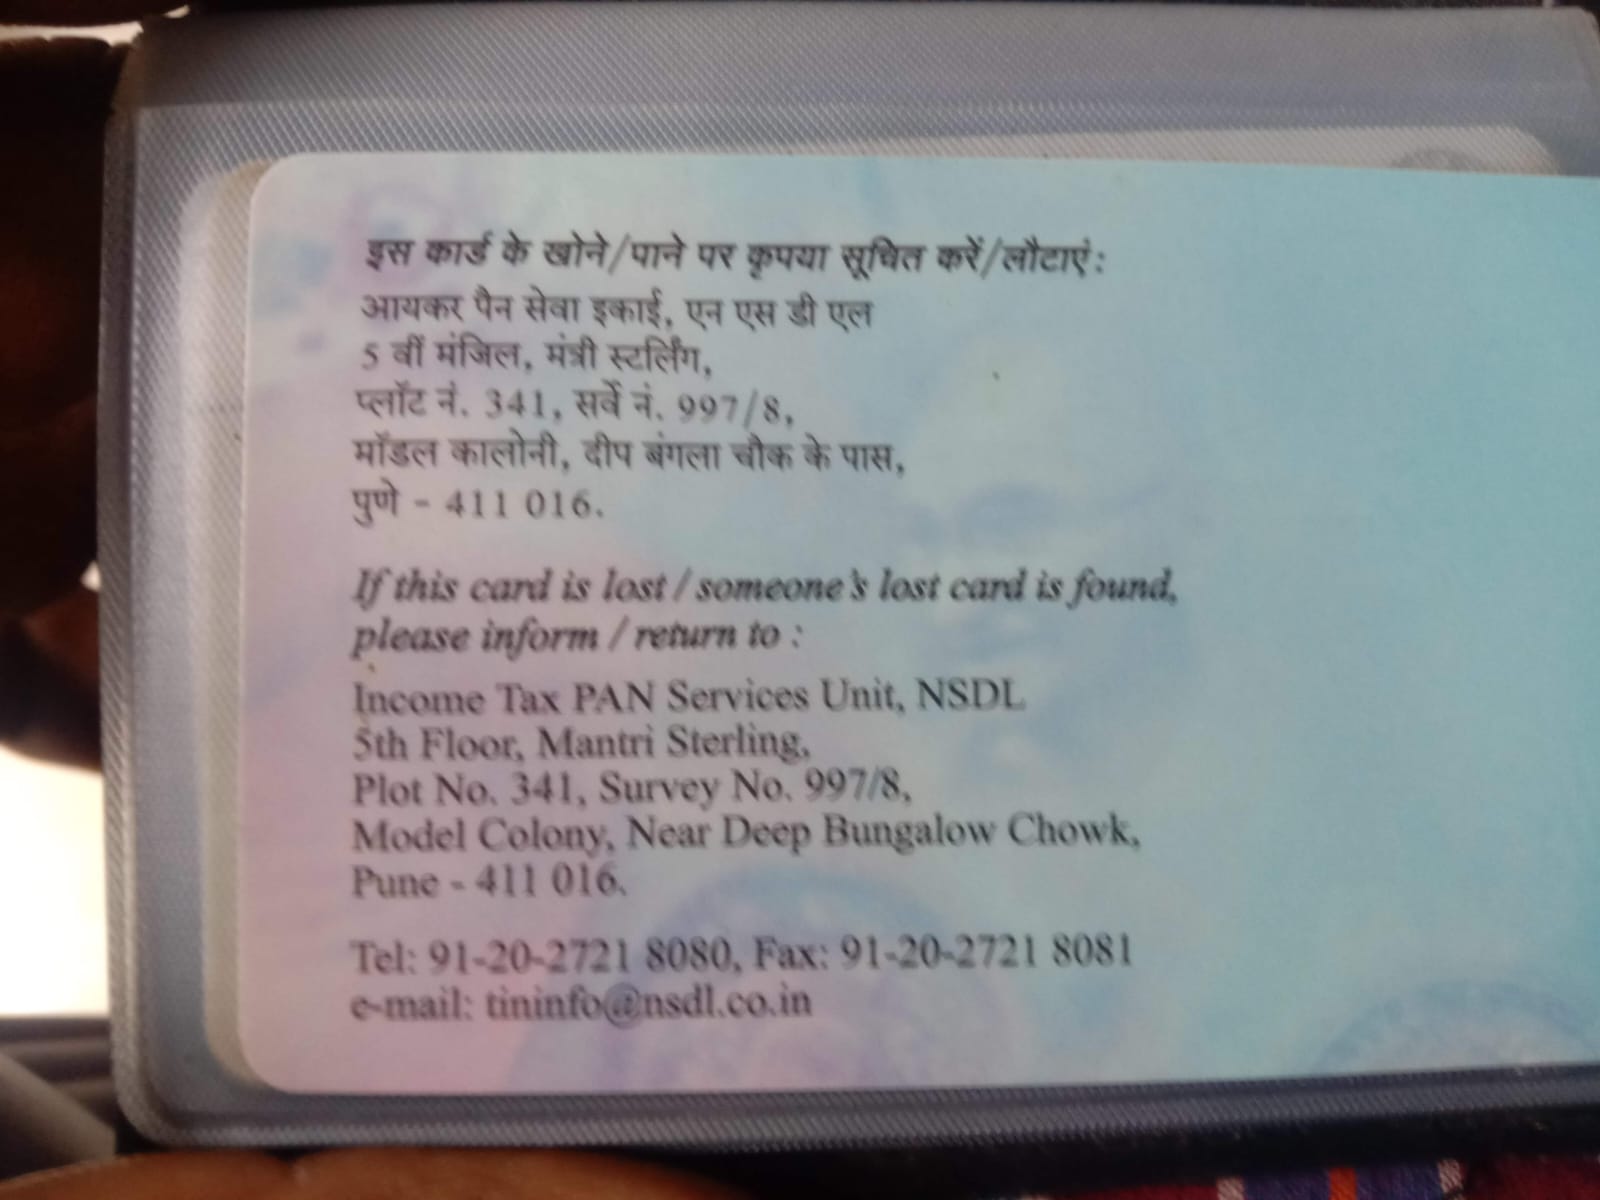 इस कार्ड के खोने/पाने पर कृपया सूचित करें/लौटाएं:
आयकर पैन सेवा इकाई, एन एस डी एल
5 वीं मंजिल, मंत्री स्टर्लिंग,
प्लॉट नं. 341, सर्वे नं. 997/8,
मॉडल कालोनी, दीप बंगला चौक के पास,
पुणे - 411 016.
If this card is lost / someone's lost card is found,
please inform / return to :
Income Tax PAN Services Unit, NSDL
5th Floor, Mantri Sterling,
Plot No. 341, Survey No. 997/8,
Model Colony, Near Deep Bungalow Chowk,
Pune - 411 016.
Tel: 91-20-2721 8080, Fax: 91-20-2721 8081
e-mail: tininfo@nsdl.co.in